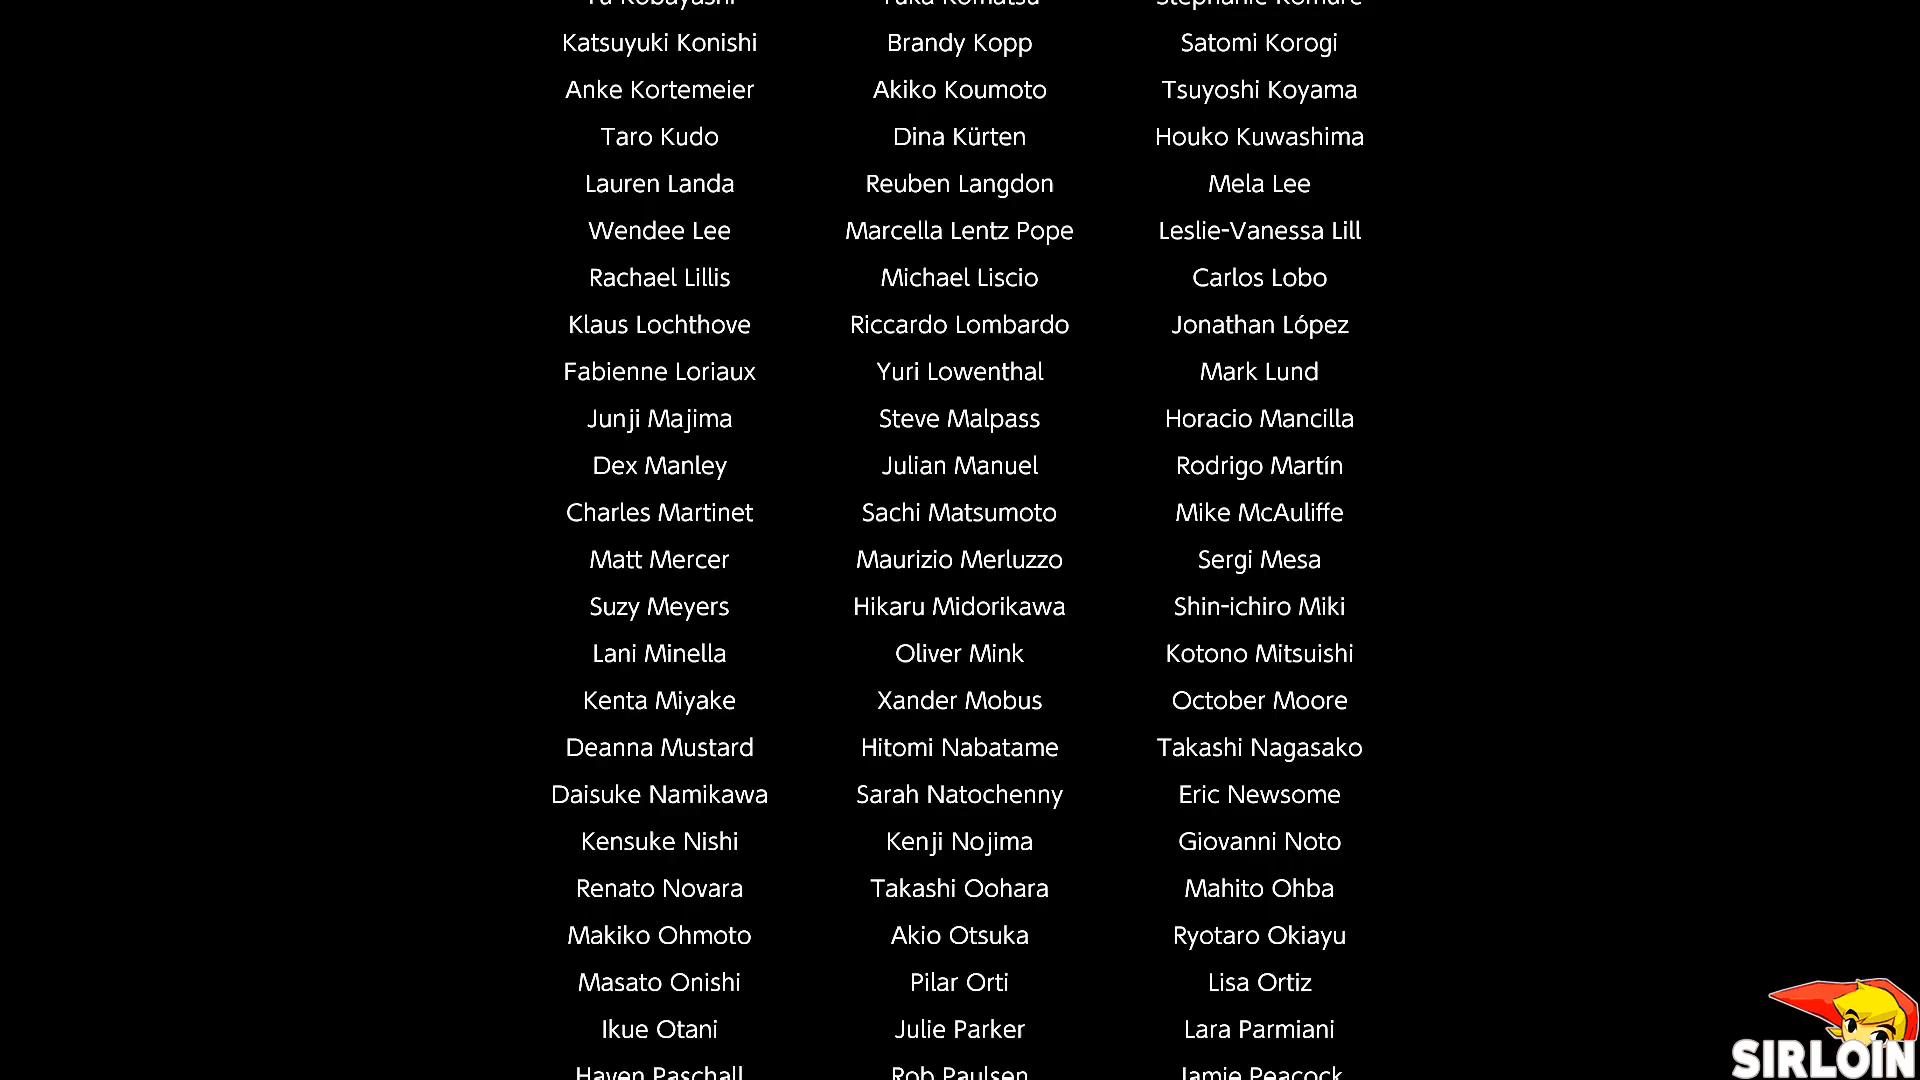 Yu Kobayashi Yuka Komatsu Stephanie Komure
Katsuyuki Konishi Brandy Kopp Satomi Korogi
Anke Kortemeier Akiko Koumoto Tsuyoshi Koyama
Taro Kudo Dina Kürten Houko Kuwashima
Lauren Landa Reuben Langdon Mela Lee
Wendee Lee Marcella Lentz Pope Leslie-Vanessa Lill
Rachael Lillis Michael Liscio Carlos Lobo
Klaus Lochthove Riccardo Lombardo Jonathan López
Fabienne Loriaux Yuri Lowenthal Mark Lund
Junji Majima Steve Malpass Horacio Mancilla
Dex Manley Julian Manuel Rodrigo Martín
Charles Martinet Sachi Matsumoto Mike McAuliffe
Matt Mercer Maurizio Merluzzo Sergi Mesa
Suzy Meyers Hikaru Midorikawa Shin-ichiro Miki
Lani Minella Oliver Mink Kotono Mitsuishi
Kenta Miyake Xander Mobus October Moore
Deanna Mustard Hitomi Nabatame Takashi Nagasako
Daisuke Namikawa Sarah Natochenny Eric Newsome
Kensuke Nishi Kenji Nojima Giovanni Noto
Renato Novara Takashi Oohara Mahito Ohba
Makiko Ohmoto Akio Otsuka Ryotaro Okiayu
Masato Onishi Pilar Orti Lisa Ortiz
Ikue Otani Julie Parker Lara Parmiani
Haven Paschall Rob Paulsen Jamie Peacock
SIRLOIN